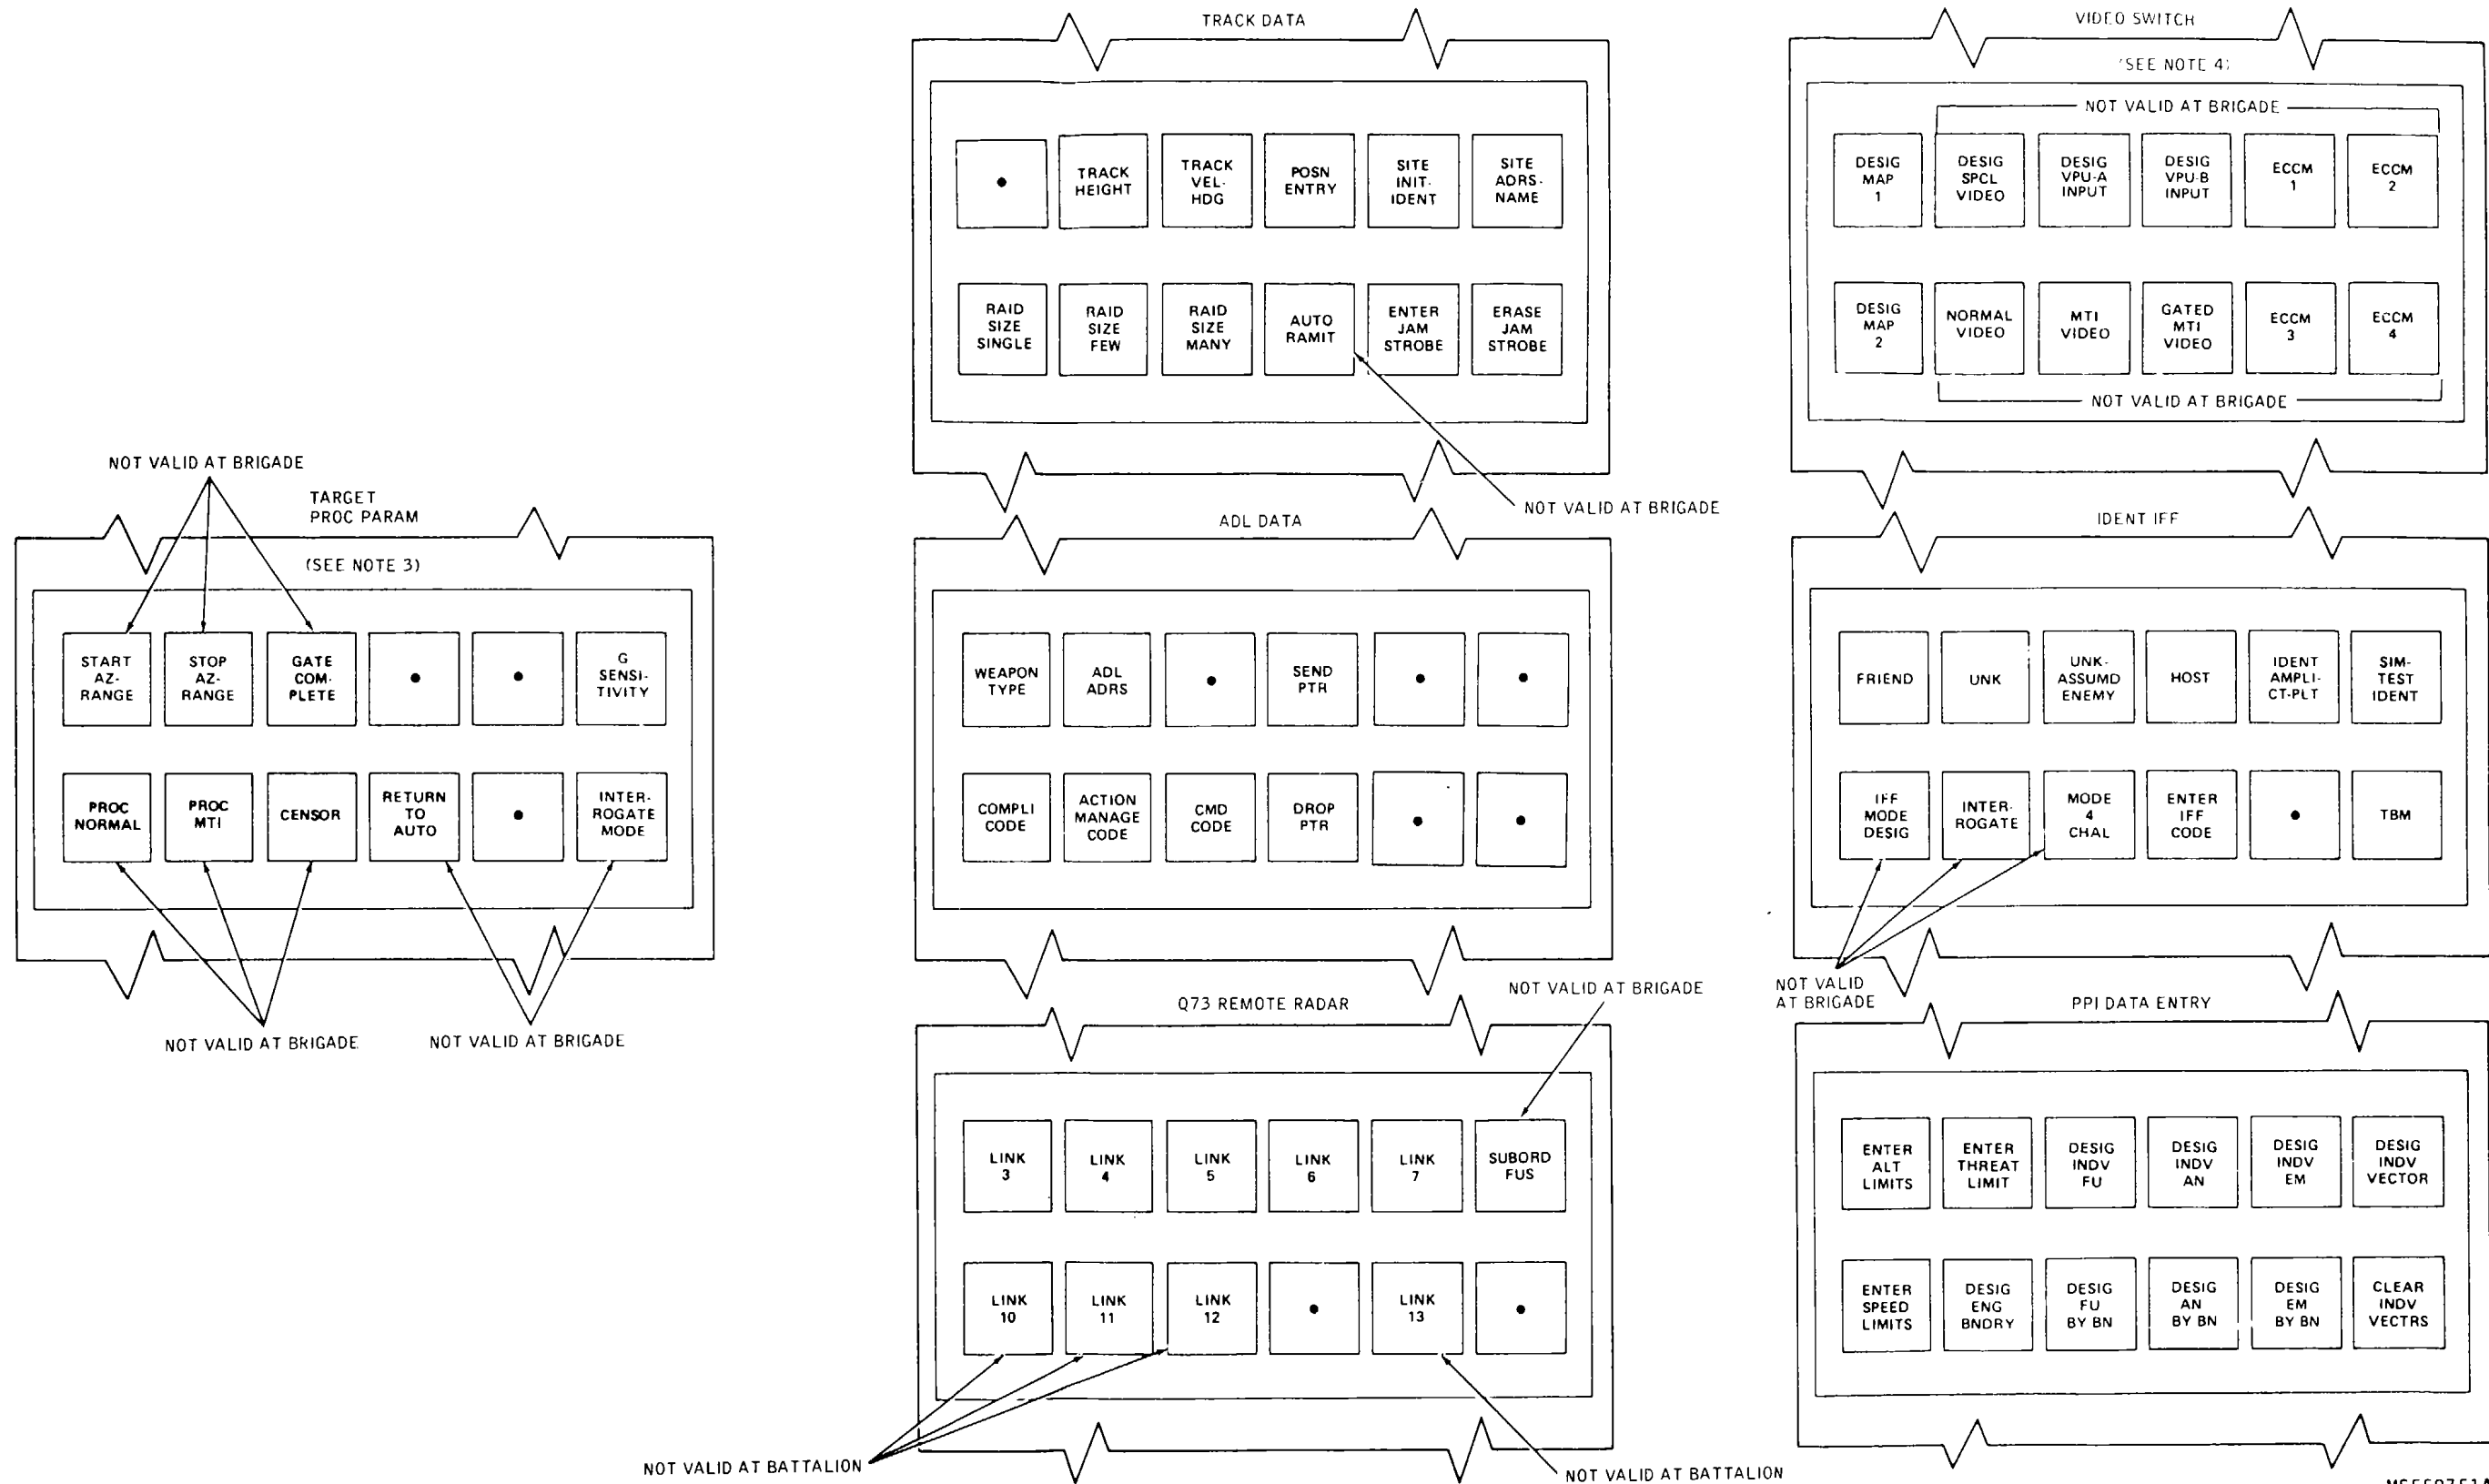 TRACK DATA
●
TRACK
HEIGHT
TRACK
VEL-
HDG
POSN
ENTRY
SITE
INIT-
IDENT
SITE
ADRS-
NAME
RAID
SIZE
SINGLE
RAID
SIZE
FEW
RAID
SIZE
MANY
AUTO
RAMIT
ENTER
JAM
STROBE
ERASE
JAM
STROBE
NOT VALID AT BRIGADE
VIDEO SWITCH
(SEE NOTE 4)
NOT VALID AT BRIGADE
DESIG
MAP
1
DESIG
SPCL
VIDEO
DESIG
VPU-A
INPUT
DESIG
VPU-B
INPUT
ECCM
1
ECCM
2
DESIG
MAP
2
NORMAL
VIDEO
MTI
VIDEO
GATED
MTI
VIDEO
ECCM
3
ECCM
4
NOT VALID AT BRIGADE
NOT VALID AT BRIGADE
TARGET
PROC PARAM
(SEE NOTE 3)
START
AZ-
RANGE
STOP
AZ-
RANGE
GATE
COM-
PLETE
●
●
G
SENSI-
TIVITY
PROC
NORMAL
PROC
MTI
CENSOR
RETURN
TO
AUTO
●
INTER-
ROGATE
MODE
NOT VALID AT BRIGADE
NOT VALID AT BRIGADE
ADL DATA
WEAPON
TYPE
ADL
ADRS
●
SEND
PTR
●
●
COMPLI
CODE
ACTION
MANAGE
CODE
CMD
CODE
DROP
PTR
●
●
IDENT IFF
FRIEND
UNK
UNK-
ASSUMD
ENEMY
HOST
IDENT
AMPLI-
CT-PLT
SIM-
TEST
IDENT
IFF
MODE
DESIG
INTER-
ROGATE
MODE
4
CHAL
ENTER
IFF
CODE
●
TBM
NOT VALID
AT BRIGADE
Q73 REMOTE RADAR
NOT VALID AT BRIGADE
LINK
3
LINK
4
LINK
5
LINK
6
LINK
7
SUBORD
FUS
LINK
10
LINK
11
LINK
12
●
LINK
13
●
NOT VALID AT BATTALION
NOT VALID AT BATTALION
PPI DATA ENTRY
ENTER
ALT
LIMITS
ENTER
THREAT
LIMIT
DESIG
INDV
FU
DESIG
INDV
AN
DESIG
INDV
EM
DESIG
INDV
VECTOR
ENTER
SPEED
LIMITS
DESIG
ENG
BNDRY
DESIG
FU
BY BN
DESIG
AN
BY BN
DESIG
EM
BY BN
CLEAR
INDV
VECTRS